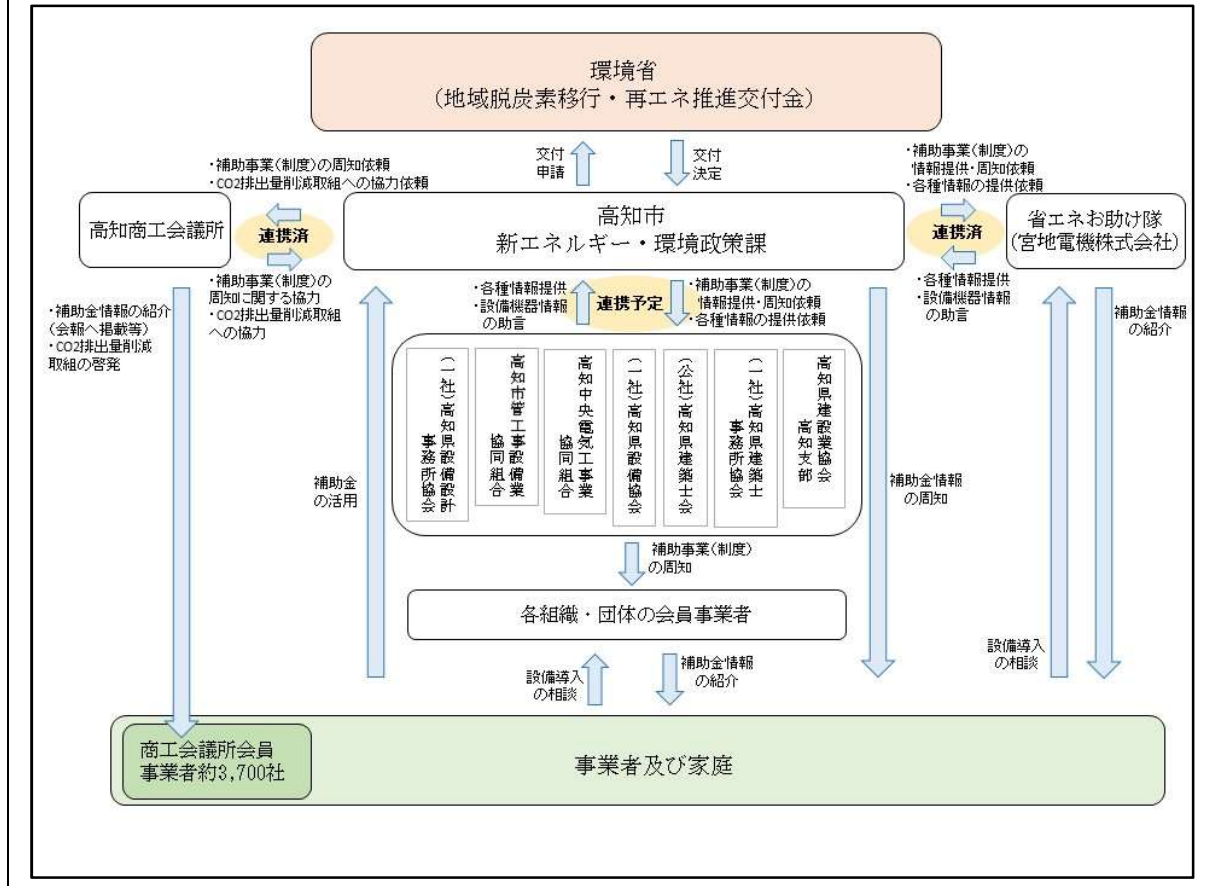 環境省
（地域脱炭素移行・再エネ推進交付金）
・補助事業（制度）の周知依頼
・CO2排出量削減取組への協力依頼
交付
申請
交付
決定
・補助事業（制度）の
情報提供・周知依頼
・各種情報の提供依頼
高知商工会議所
連携済
高知市
新エネルギー・環境政策課
連携済
省エネお助け隊
（宮地電機株式会社）
・補助事業（制度）の
周知に関する協力
・CO2排出量削減取組
への協力
・各種情報提供
・設備機器情報
の助言
連携予定
・補助事業（制度）の
情報提供・周知依頼
・各種情報の提供依頼
・各種情報提供
・設備機器情報
の助言
・補助金情報の紹介
（会報へ掲載等）
・CO2排出量削減
取組の啓発
補助金情報
の紹介
（一社）高知県設備設計
事務所協会
高知市管工事設備業
協同組合
高知中央電気工事業
協同組合
（一社）高知県設備協会
（公社）高知県建築士会
（一社）高知県建築士
事務所協会
高知県建設業協会
高知支部
補助金
の活用
補助金情報
の周知
補助事業（制度）
の周知
各組織・団体の会員事業者
設備導入
の相談
補助金情報
の紹介
設備導入
の相談
商工会議所会員
事業者約3,700社
事業者及び家庭